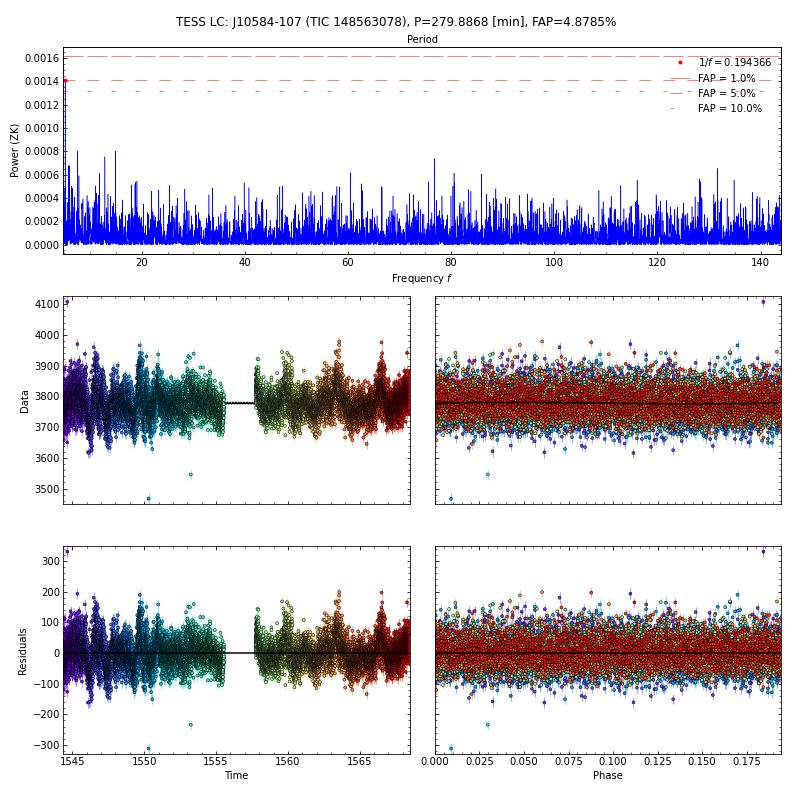 TESS LC: J10584-107 (TIC 148563078), P=279.8868 [min], FAP=4.8785%
Period
0.0016
0.0014
0.0012
0.0010
0.0008
0.0006
0.0004
0.0002
0.0000
Power (ZK)
1/f = 0.194366
FAP = 1.0%
FAP = 5.0%
FAP = 10.0%
20 40 60 80 100 120 140
Frequency f
4100
4000
3900
3800
3700
3600
3500
Data
300
200
100
0
−100
−200
−300
Residuals
1545 1550 1555 1560 1565
Time
0.000 0.025 0.050 0.075 0.100 0.125 0.150 0.175
Phase